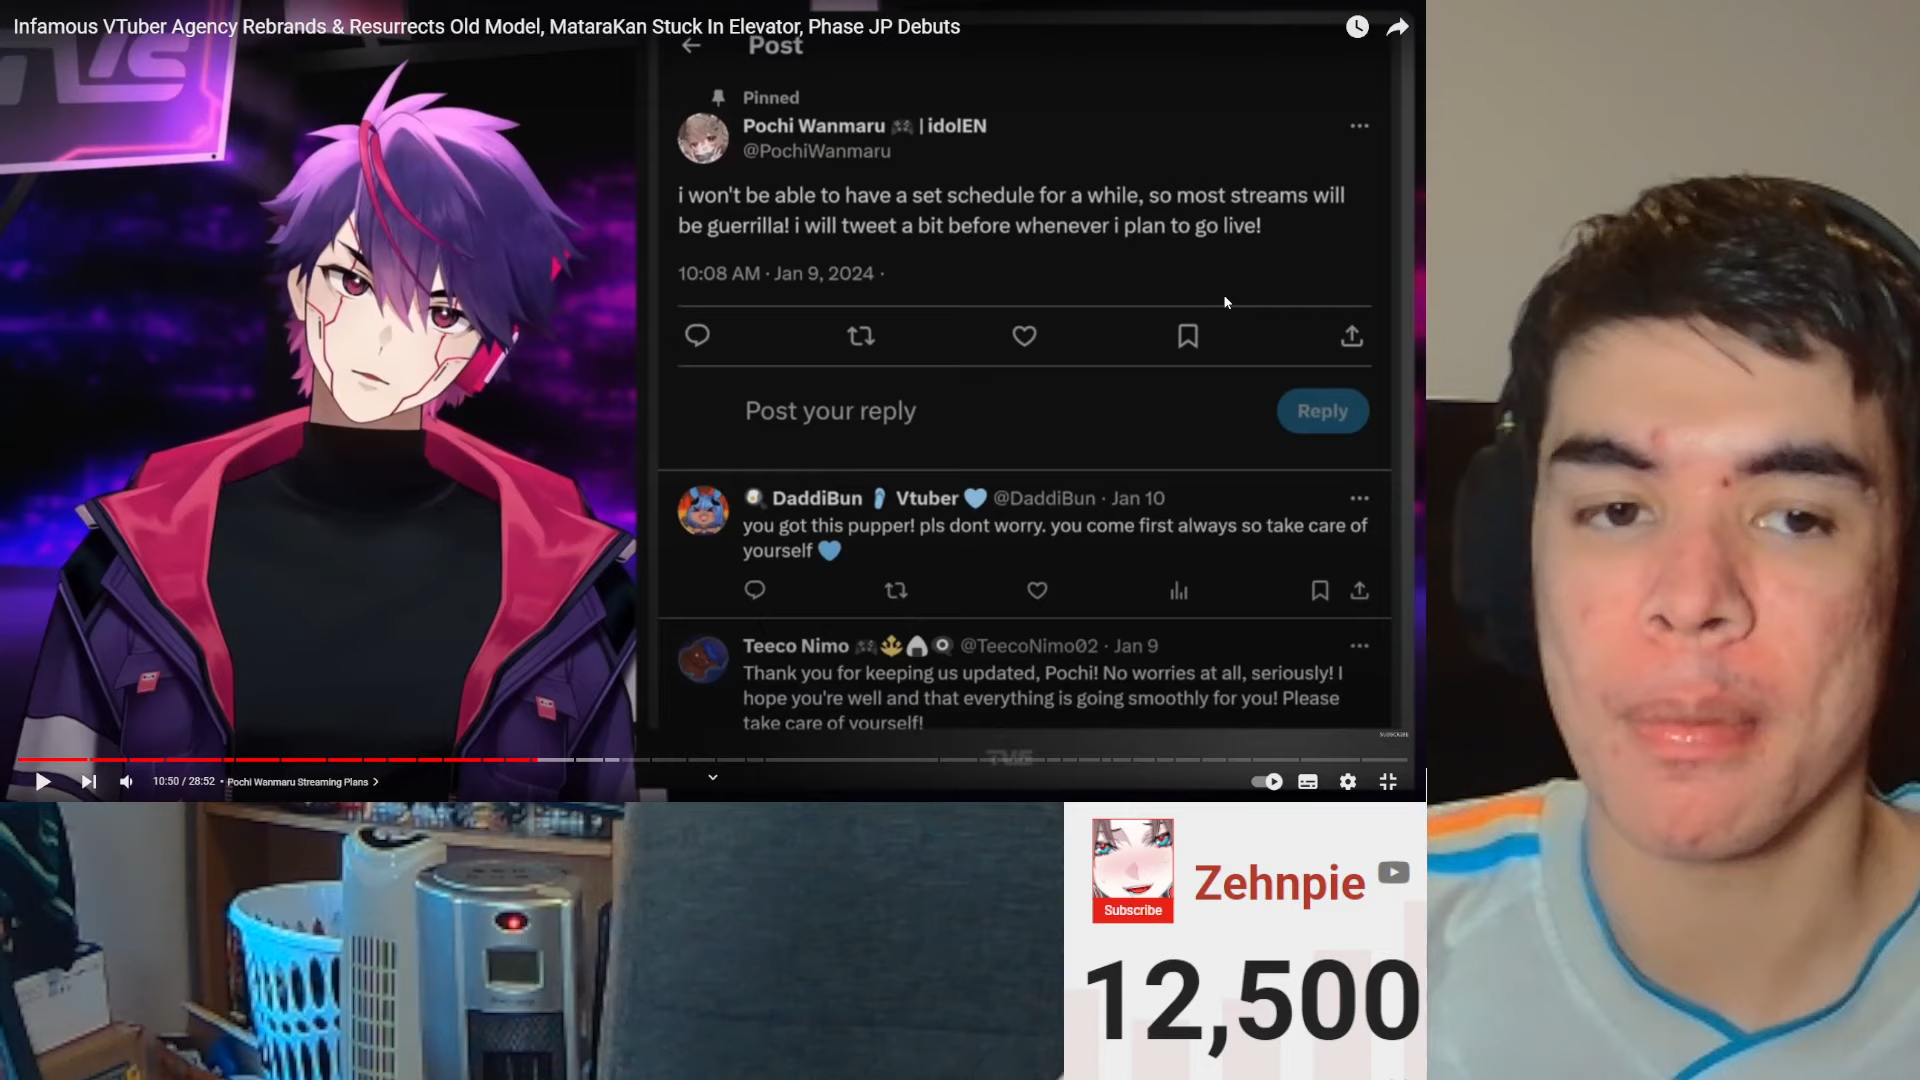 Infamous VTuber Agency Rebrands & Resurrects Old Model, MataraKan Stuck In Elevator, Phase JP Debuts
Post
Pinned
Pochi Wanmaru 🎮 | idolEN
@PochiWanmaru
i won't be able to have a set schedule for a while, so most streams will
be guerrilla! i will tweet a bit before whenever i plan to go live!
10:08 AM · Jan 9, 2024 ·
Post your reply
Reply
🍳 DaddiBun 🩴 Vtuber 💙 @DaddiBun · Jan 10
you got this pupper! pls dont worry. you come first always so take care of
yourself 💙
Teeco Nimo 🎮🔱🍙🍳 @TeecoNimo02 · Jan 9
Thank you for keeping us updated, Pochi! No worries at all, seriously! I
hope you're well and that everything is going smoothly for you! Please
take care of yourself!
SUBSCRIBE
10:50 / 28:52 • Pochi Wanmaru Streaming Plans >
Subscribe
Zehnpie
12,500